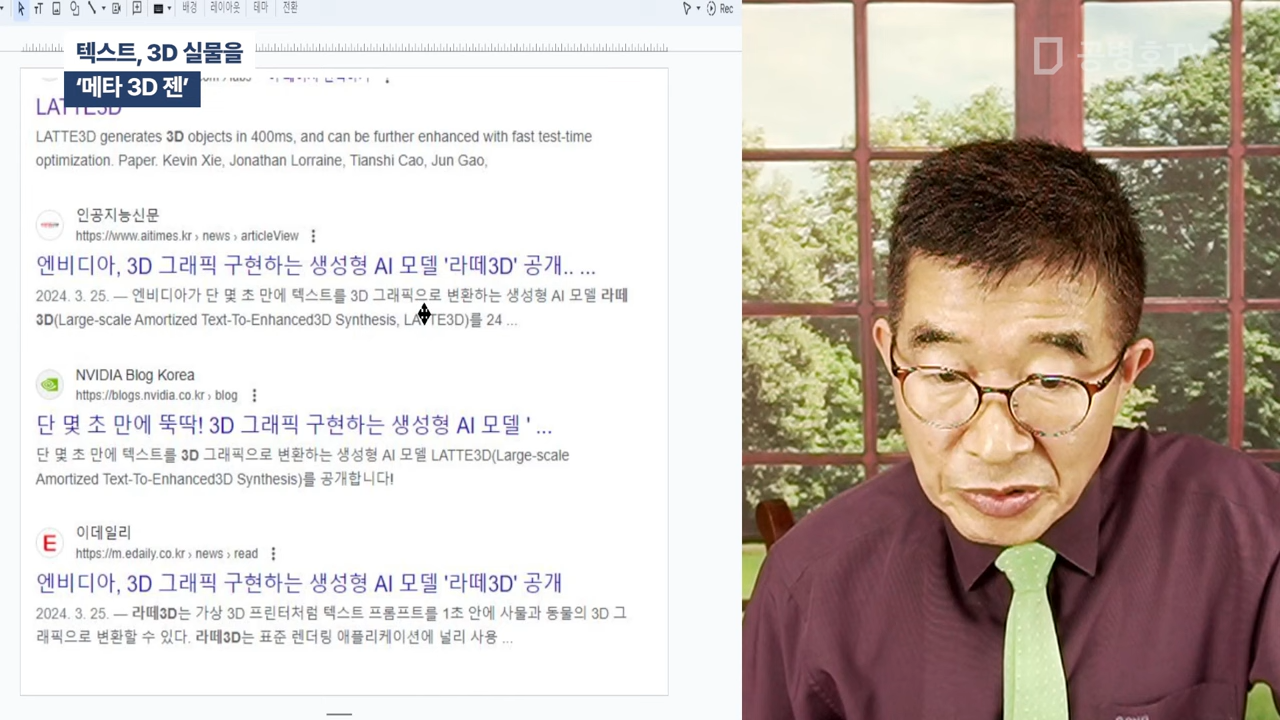 배경 레이아웃 테마 전환
Rec
텍스트, 3D 실물을
'메타 3D 젠'
LATTE3D
LATTE3D generates 3D objects in 400ms, and can be further enhanced with fast test-time
optimization. Paper. Kevin Xie, Jonathan Lorraine, Tianshi Cao, Jun Gao,
인공지능신문
https://www.aitimes.kr › news › articleView
엔비디아, 3D 그래픽 구현하는 생성형 AI 모델 '라떼3D' 공개.. ...
2024. 3. 25. — 엔비디아가 단 몇 초 만에 텍스트를 3D 그래픽으로 변환하는 생성형 AI 모델 라떼
3D(Large-scale Amortized Text-To-Enhanced3D Synthesis, LATTE3D)를 24 ...
NVIDIA Blog Korea
https://blogs.nvidia.co.kr › blog
단 몇 초 만에 뚝딱! 3D 그래픽 구현하는 생성형 AI 모델 ' ...
단 몇 초 만에 텍스트를 3D 그래픽으로 변환하는 생성형 AI 모델 LATTE3D(Large-scale
Amortized Text-To-Enhanced3D Synthesis)를 공개합니다!
E
이데일리
https://m.edaily.co.kr › news › read
엔비디아, 3D 그래픽 구현하는 생성형 AI 모델 '라떼3D' 공개
2024. 3. 25. — 라떼3D는 가상 3D 프린터처럼 텍스트 프롬프트를 1초 안에 사물과 동물의 3D 그
래픽으로 변환할 수 있다. 라떼3D는 표준 렌더링 애플리케이션에 널리 사용 ...
공병호TV